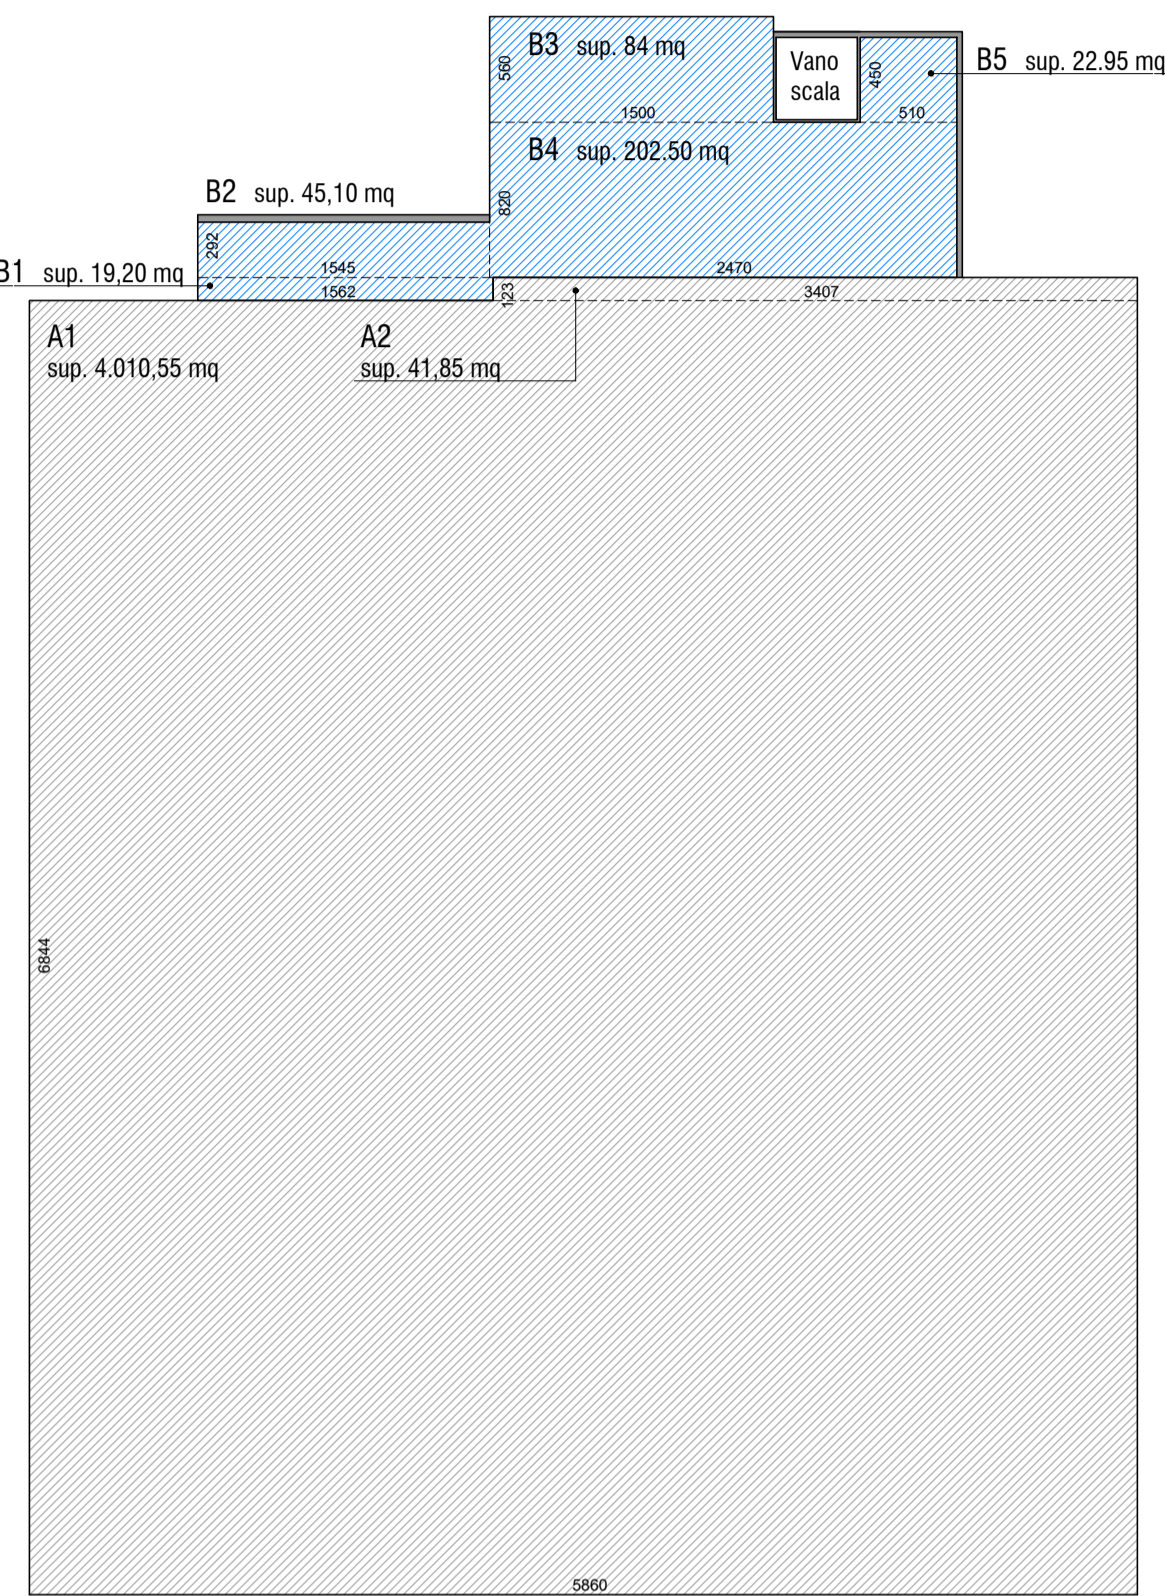 B3 sup. 84 mq
560
Vano
scala
450
B5 sup. 22.95 mq
1500
510
B4 sup. 202.50 mq
B2 sup. 45,10 mq
820
292
1545
2470
B1 sup. 19,20 mq
1562
123
3407
A1
sup. 4.010,55 mq
A2
sup. 41,85 mq
6844
5860